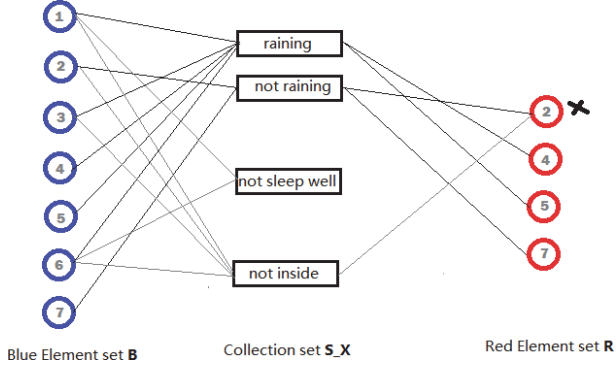 1
raining
2
not raining
2
3
4
4
not sleep well
5
5
6
not inside
7
7
Blue Element set B
Collection set S_X
Red Element set R